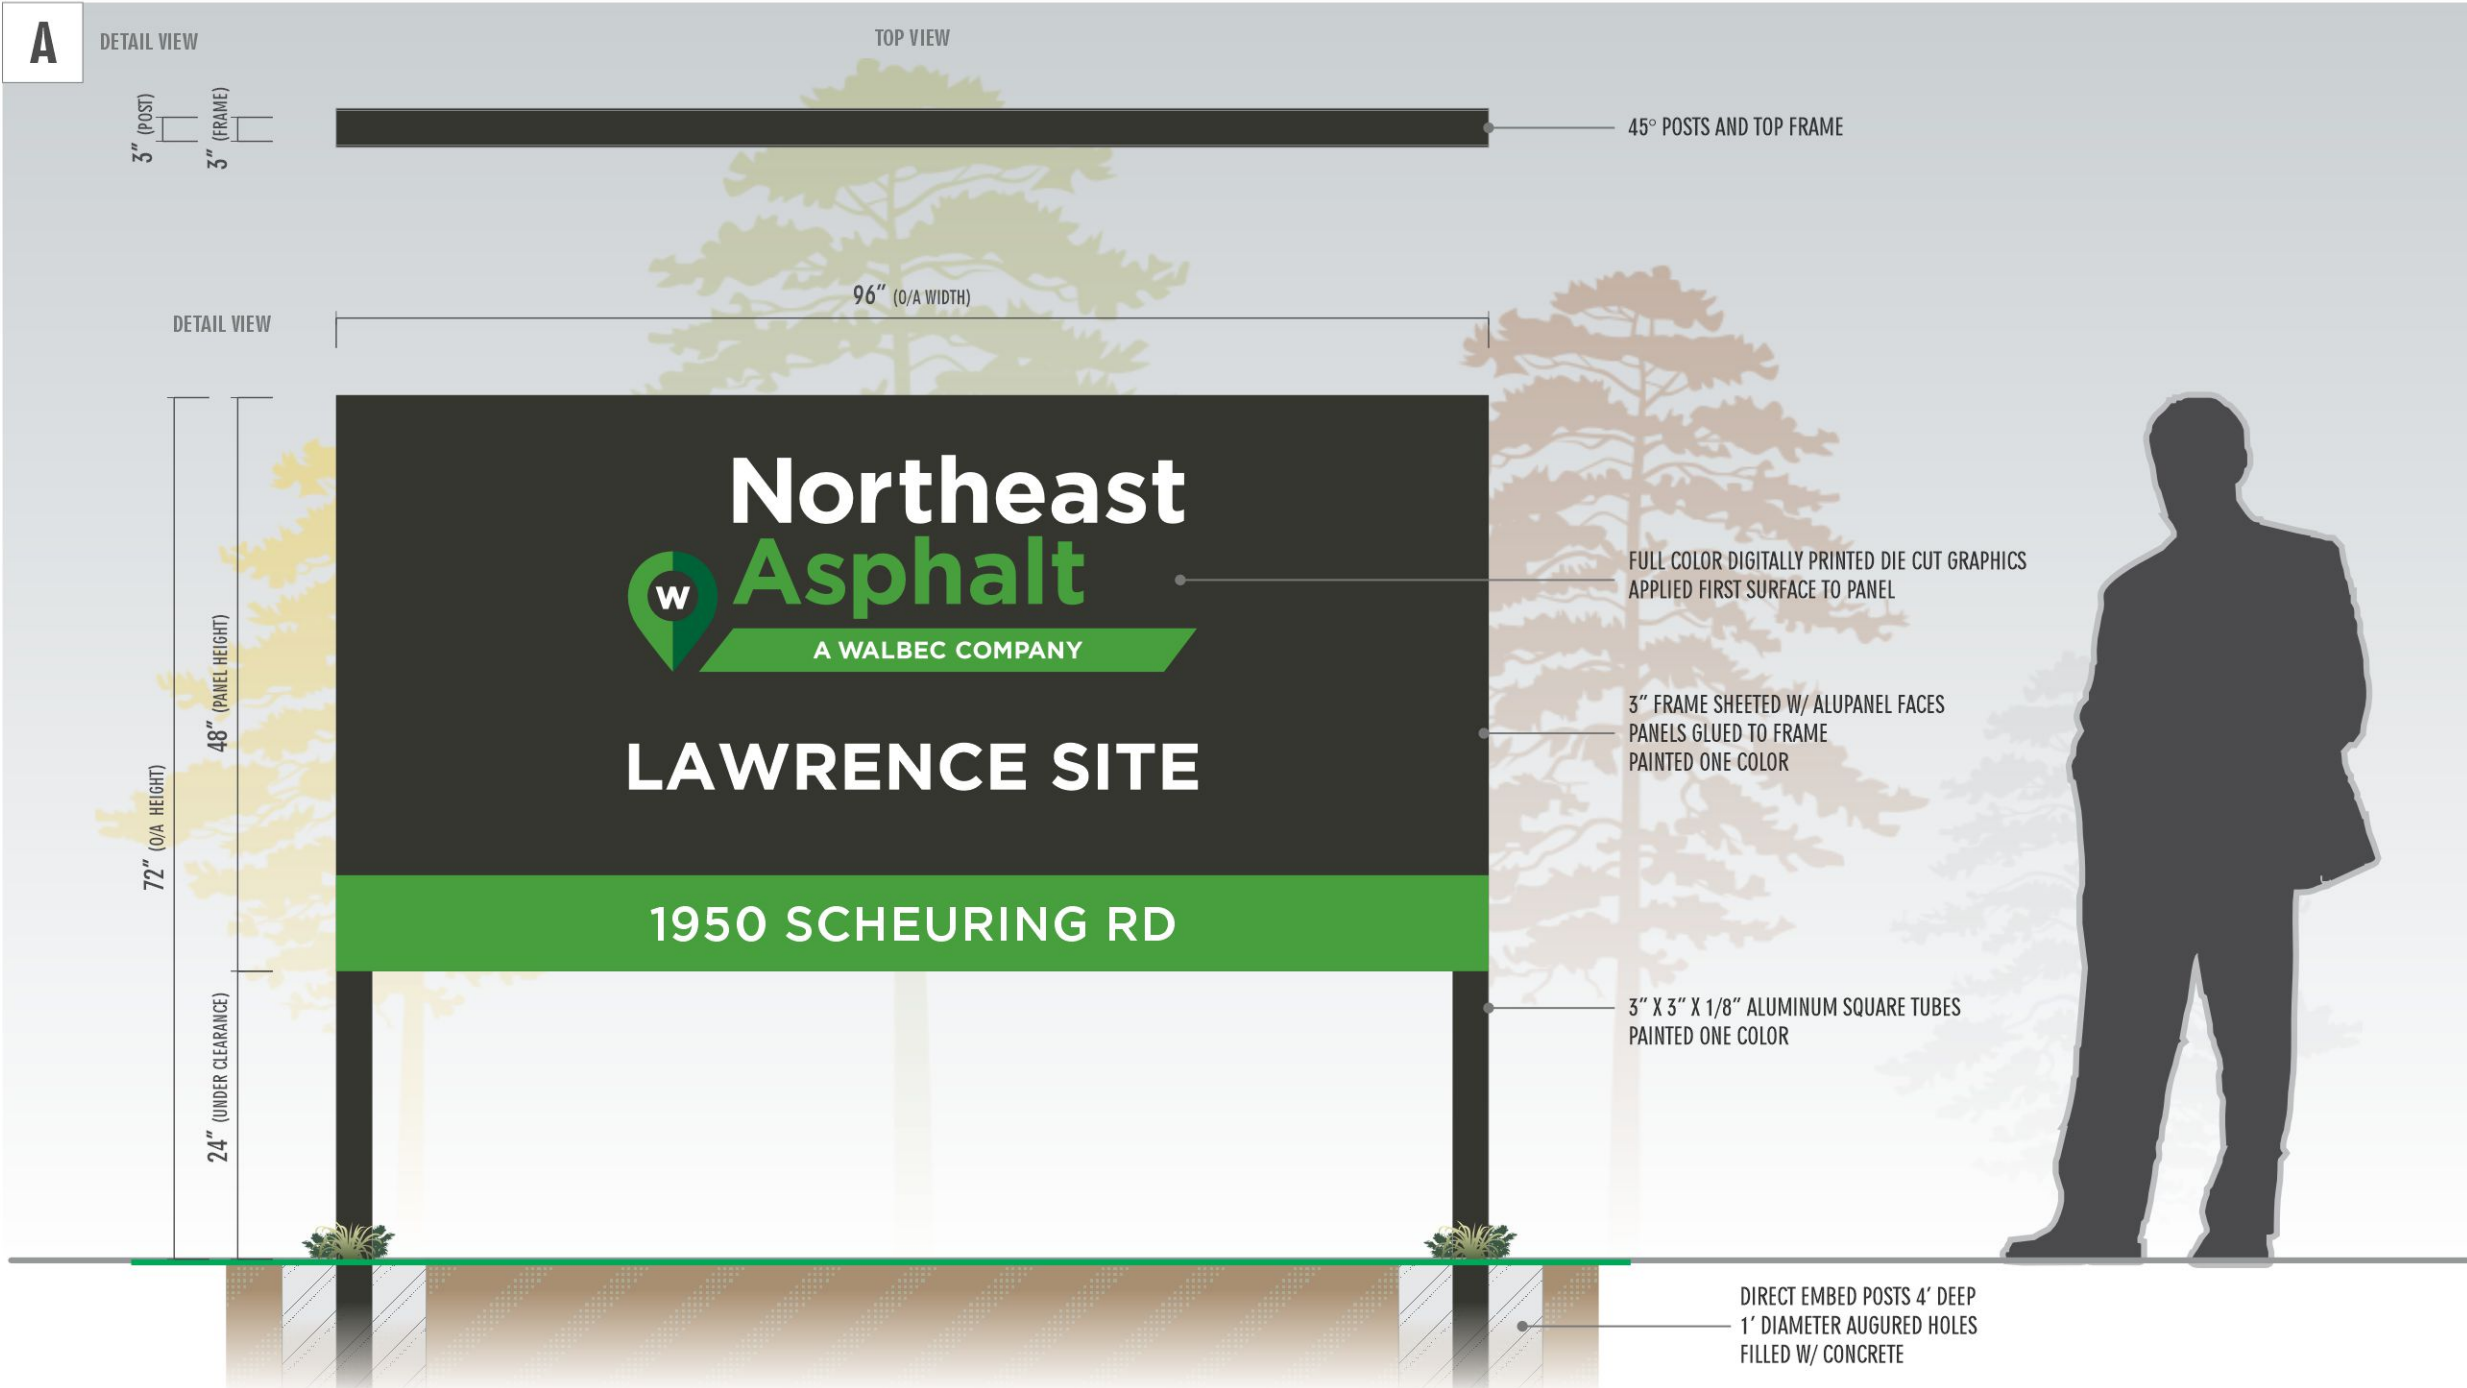 A
DETAIL VIEW
TOP VIEW
3" (POST)
3" (FRAME)
45° POSTS AND TOP FRAME
96" (O/A WIDTH)
DETAIL VIEW
72" (O/A HEIGHT)
48" (PANEL HEIGHT)
24" (UNDER CLEARANCE)
Northeast
Asphalt
W
A WALBEC COMPANY
LAWRENCE SITE
1950 SCHEURING RD
FULL COLOR DIGITALLY PRINTED DIE CUT GRAPHICS
APPLIED FIRST SURFACE TO PANEL
3" FRAME SHEETED W/ ALUPANEL FACES
PANELS GLUED TO FRAME
PAINTED ONE COLOR
3" X 3" X 1/8" ALUMINUM SQUARE TUBES
PAINTED ONE COLOR
DIRECT EMBED POSTS 4' DEEP
1' DIAMETER AUGURED HOLES
FILLED W/ CONCRETE